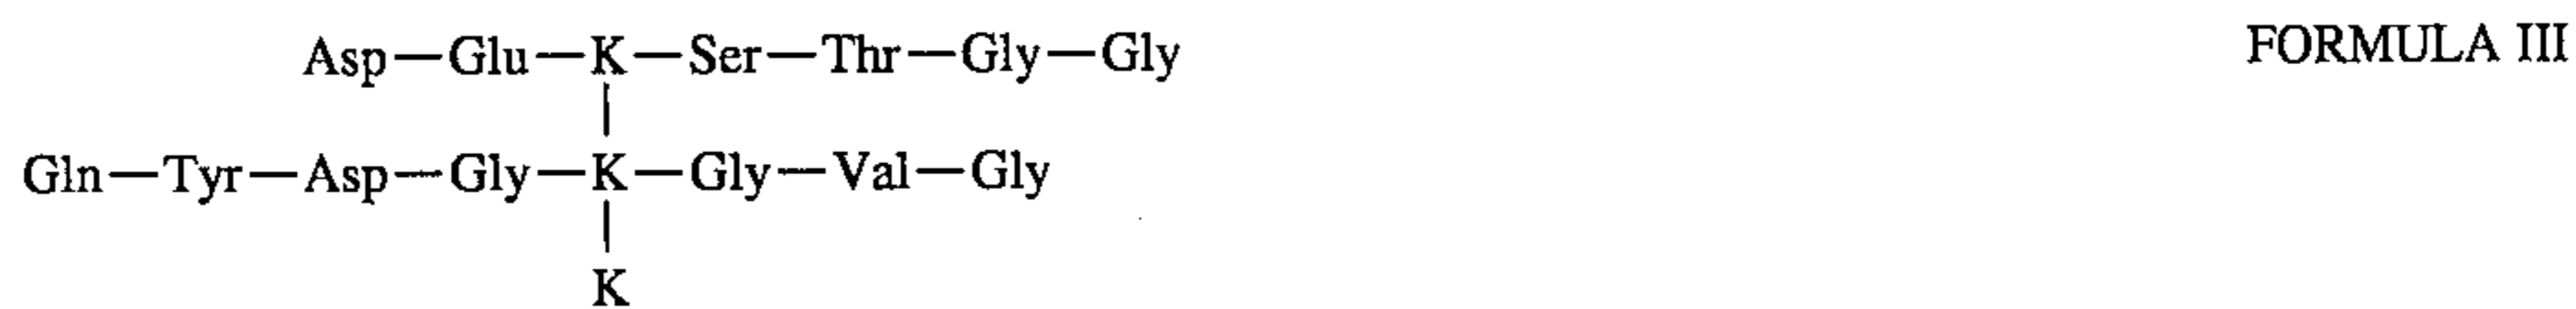 Asp—Glu—K—Ser—Thr—Gly—Gly FORMULA III
Gln—Tyr—Asp—Gly—K—Gly—Val—Gly
K